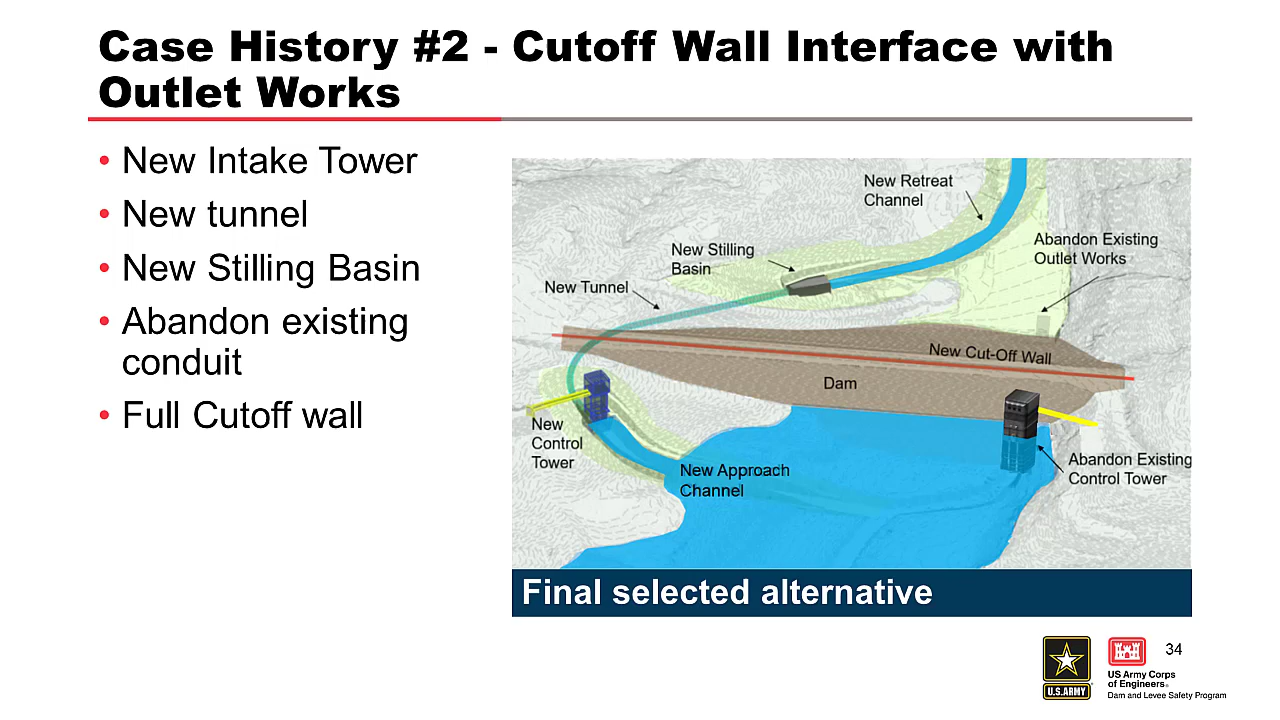 Case History #2 - Cutoff Wall Interface with
Outlet Works
• New Intake Tower
• New tunnel
• New Stilling Basin
• Abandon existing
conduit
• Full Cutoff wall
New Retreat
Channel
New Stilling
Basin
Abandon Existing
Outlet Works
New Tunnel
New Cut-Off Wall
Dam
New
Control
Tower
New Approach
Channel
Abandon Existing
Control Tower
Final selected alternative
U.S.ARMY
US Army Corps
of Engineers®
Dam and Levee Safety Program
34